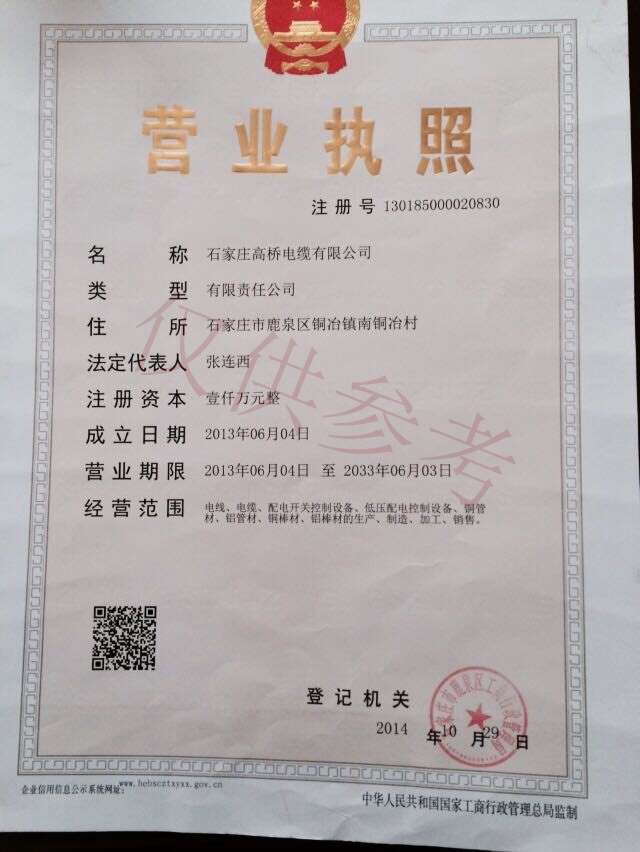 营业执照
注册号 130185000020830
名称 石家庄高桥电缆有限公司
类型 有限责任公司
住所 石家庄市鹿泉区铜冶镇南铜冶村
法定代表人 张连西
注册资本 壹仟万元整
成立日期 2013年06月04日
营业期限 2013年06月04日 至 2033年06月03日
经营范围 电线、电缆、配电开关控制设备、低压配电控制设备、铜管
材、铝管材、铜棒材、铝棒材的生产、制造、加工、销售。
仅供参考
登记机关
2014 年 10 月 29 日
企业信用信息公示系统网址: www.hebscztxyxx.gov.cn
中华人民共和国国家工商行政管理总局监制